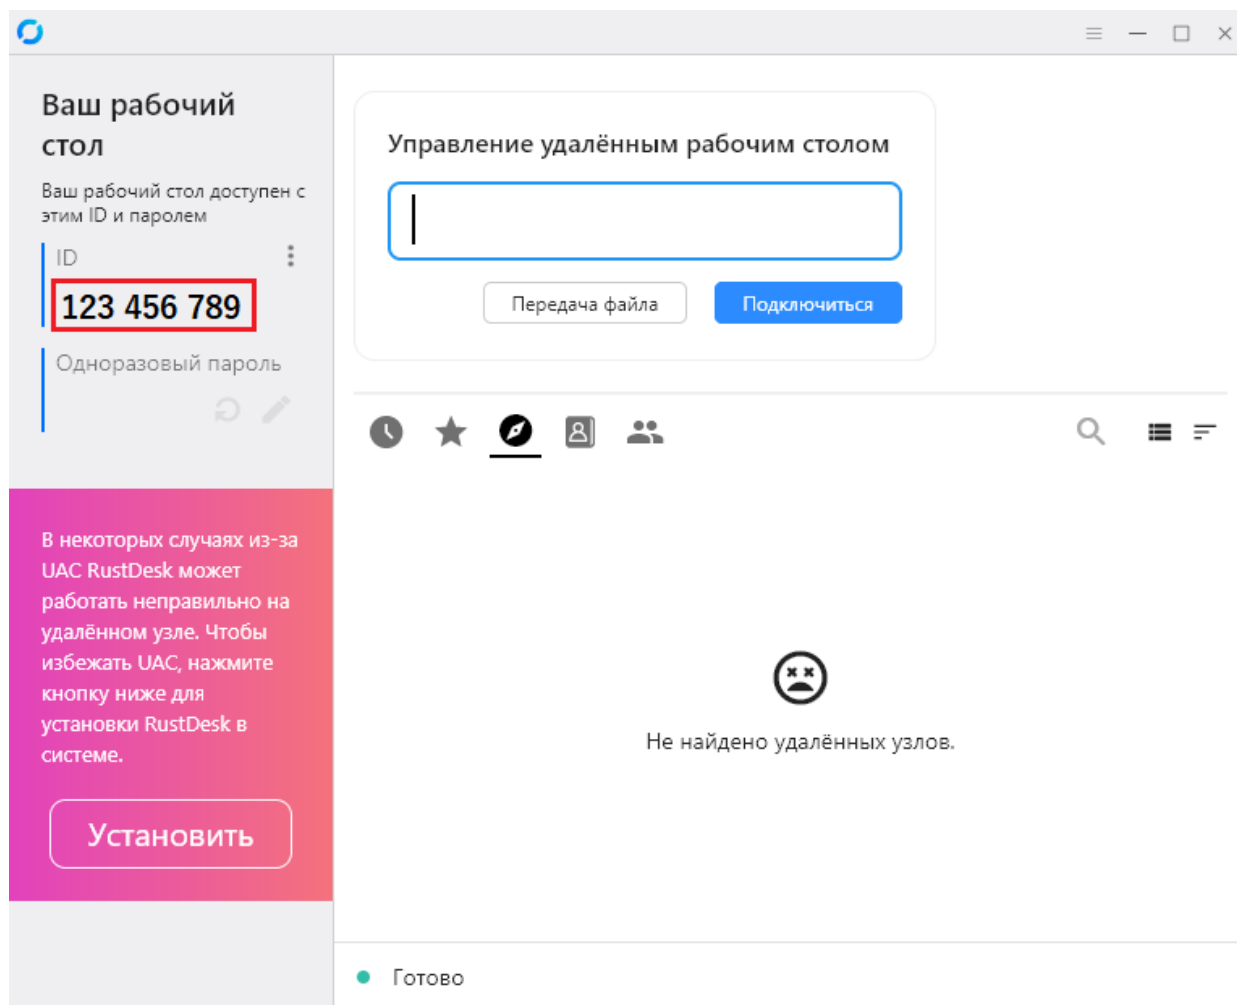 Ваш рабочий
стол
Ваш рабочий стол доступен с
этим ID и паролем
ID
123 456 789
Одноразовый пароль
В некоторых случаях из-за
UAC RustDesk может
работать неправильно на
удалённом узле. Чтобы
избежать UAC, нажмите
кнопку ниже для
установки RustDesk в
системе.
Установить
Управление удалённым рабочим столом
Передача файла
Подключиться
Не найдено удалённых узлов.
Готово